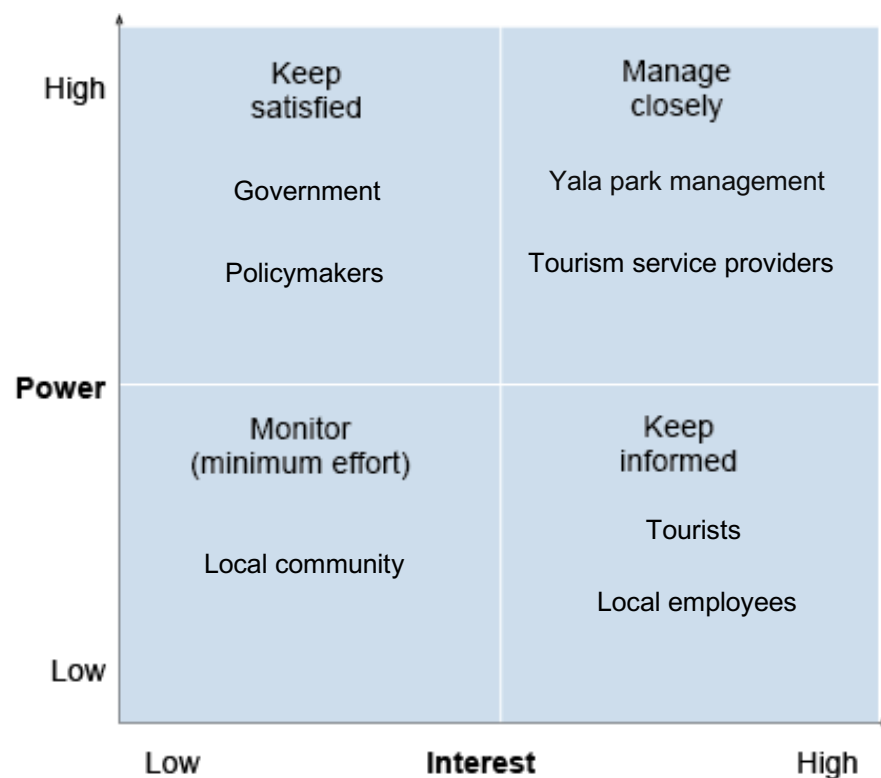 High
Keep
satisfied
Government
Policymakers
Manage
closely
Yala park management
Tourism service providers
Power
Monitor
(minimum effort)
Local community
Keep
informed
Tourists
Local employees
Low
Low
Interest
High